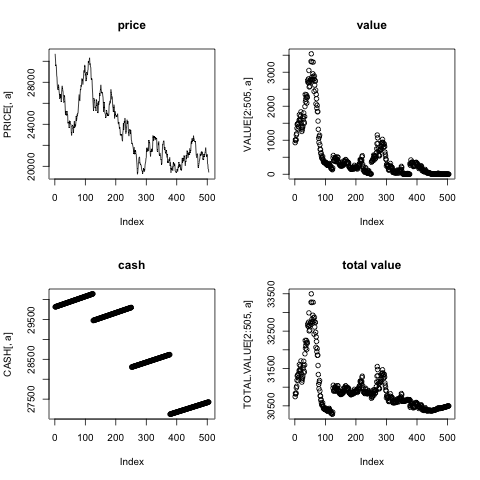 price
PRICE[, a]
20000 24000 28000
0 100 200 300 400 500
Index
value
VALUE[2:505, a]
0 1000 2000 3000
0 100 200 300 400 500
Index
cash
CASH[, a]
27500 28500 29500
0 100 200 300 400 500
Index
total value
TOTAL.VALUE[2:505, a]
30500 31500 32500 33500
0 100 200 300 400 500
Index